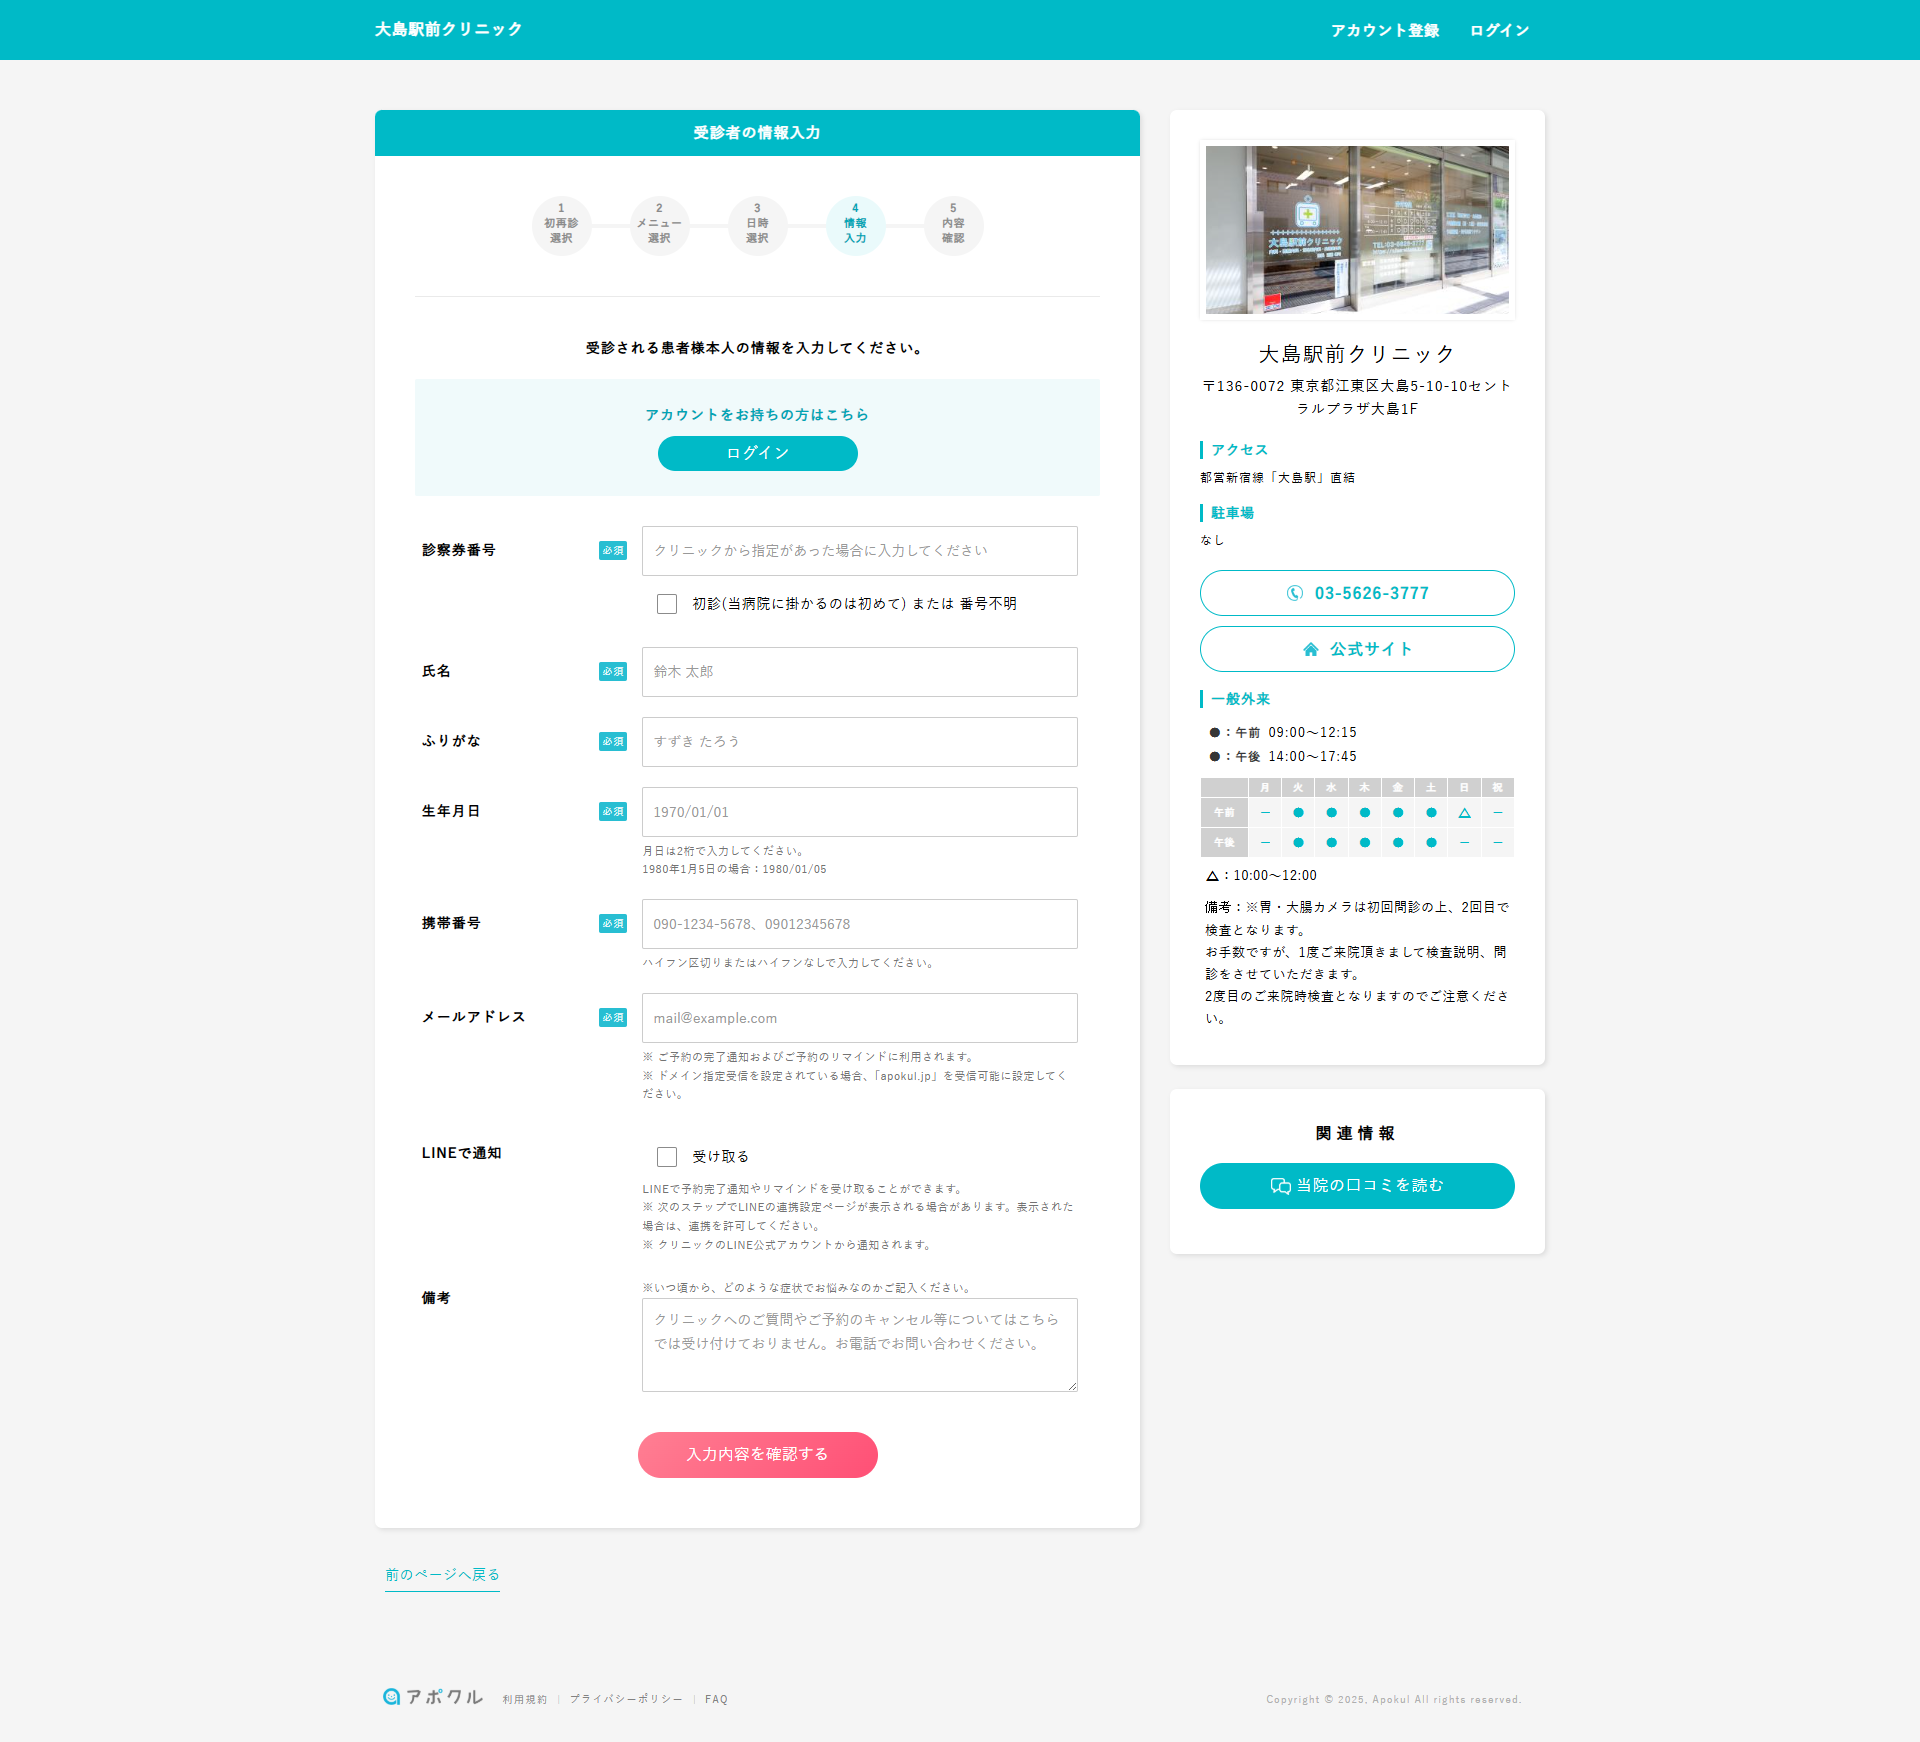 大島駅前クリニック
アカウント登録 ログイン
受診者の情報入力
1 初再診 選択
2 メニュー 選択
3 日時 選択
4 情報 入力
5 内容 確認
受診される患者様本人の情報を入力してください。
アカウントをお持ちの方はこちら
ログイン
診察券番号 必須 クリニックから指定があった場合に入力してください
初診(当病院に掛かるのは初めて) または 番号不明
氏名 必須 鈴木 太郎
ふりがな 必須 すずき たろう
生年月日 必須 1970/01/01
月日は2桁で入力してください。
1980年1月5日の場合：1980/01/05
携帯番号 必須 090-1234-5678、09012345678
ハイフン区切りまたはハイフンなしで入力してください。
メールアドレス 必須 mail@example.com
※ ご予約の完了通知およびご予約のリマインドに利用されます。
※ ドメイン指定受信を設定されている場合、「apokul.jp」を受信可能に設定してく
ださい。
LINEで通知 受け取る
LINEで予約完了通知やリマインドを受け取ることができます。
※ 次のステップでLINEの連携設定ページが表示される場合があります。表示された
場合は、連携を許可してください。
※ クリニックのLINE公式アカウントから通知されます。
備考 ※いつ頃から、どのような症状でお悩みなのかご記入ください。
クリニックへのご質問やご予約のキャンセル等についてはこちら
では受け付けておりません。お電話でお問い合わせください。
入力内容を確認する
前のページへ戻る
大島駅前クリニック
大島駅前クリニック
〒136-0072 東京都江東区大島5-10-10セント
ラルプラザ大島1F
アクセス
都営新宿線「大島駅」直結
駐車場
なし
03-5626-3777
公式サイト
一般外来
●：午前 09:00～12:15
●：午後 14:00～17:45
月 火 水 木 金 土 日 祝
午前 － ● ● ● ● ● △ －
午後 － ● ● ● ● ● － －
△：10:00～12:00
備考：※胃・大腸カメラは初回問診の上、2回目で
検査となります。
お手数ですが、1度ご来院頂きまして検査説明、問
診をさせていただきます。
2度目のご来院時検査となりますのでご注意くださ
い。
関連情報
当院の口コミを読む
アポクル 利用規約 | プライバシーポリシー | FAQ
Copyright © 2025, Apokul All rights reserved.